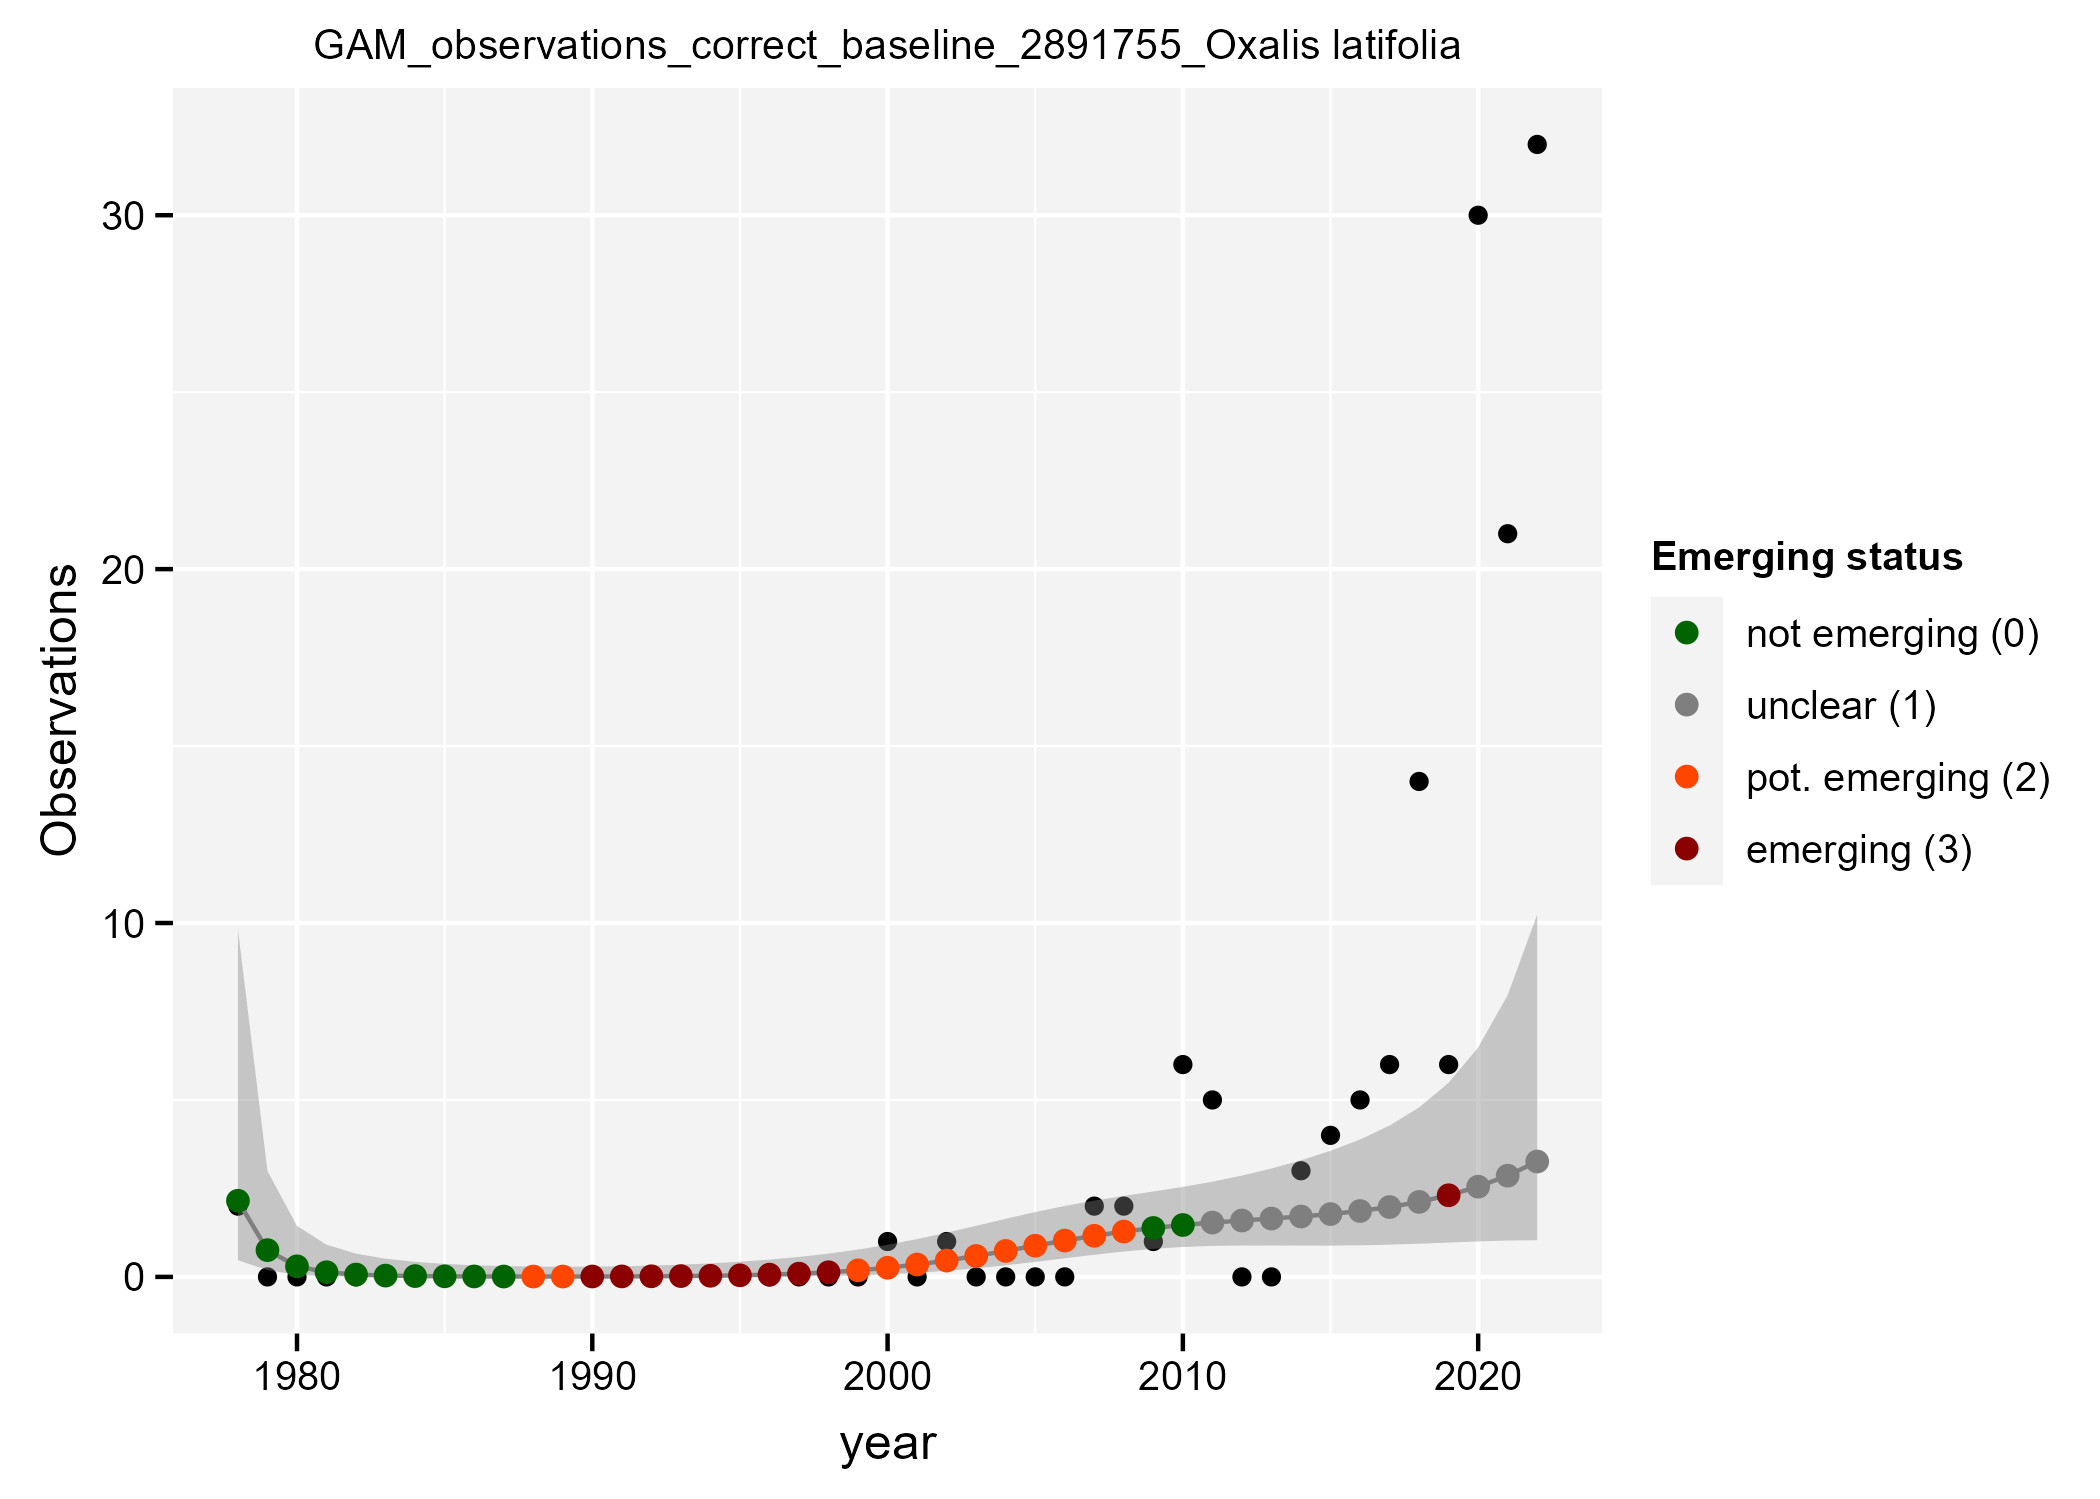 GAM_observations_correct_baseline_2891755_Oxalis latifolia
Observations
30
20
10
0
1980 1990 2000 2010 2020
year
Emerging status
not emerging (0)
unclear (1)
pot. emerging (2)
emerging (3)